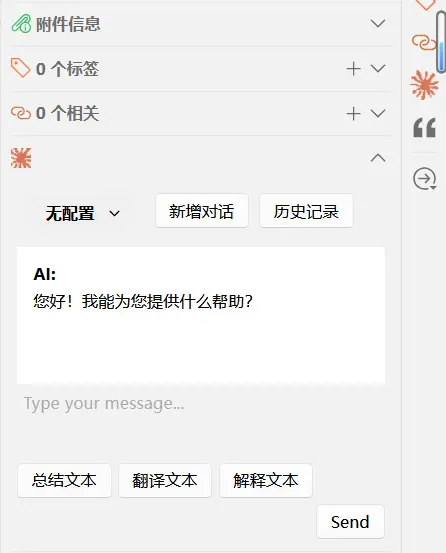 附件信息
0 个标签
0 个相关
无配置 新增对话 历史记录
AI:
您好！我能为您提供什么帮助?
Type your message...
总结文本 翻译文本 解释文本
Send